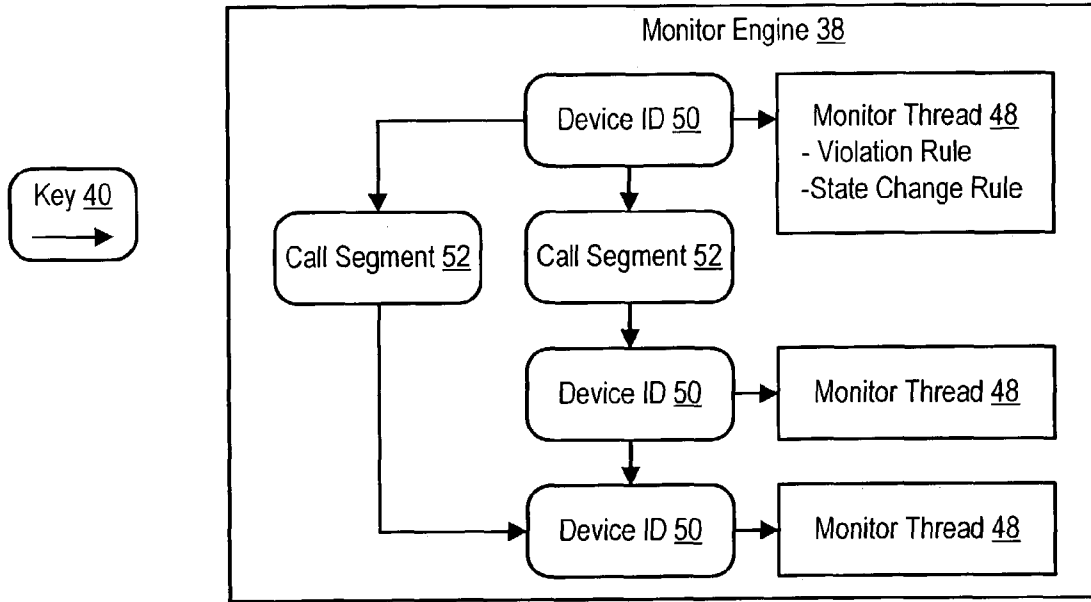 Monitor Engine 38
Device ID 50
Monitor Thread 48
- Violation Rule
-State Change Rule
Key 40
Call Segment 52
Call Segment 52
Device ID 50
Monitor Thread 48
Device ID 50
Monitor Thread 48